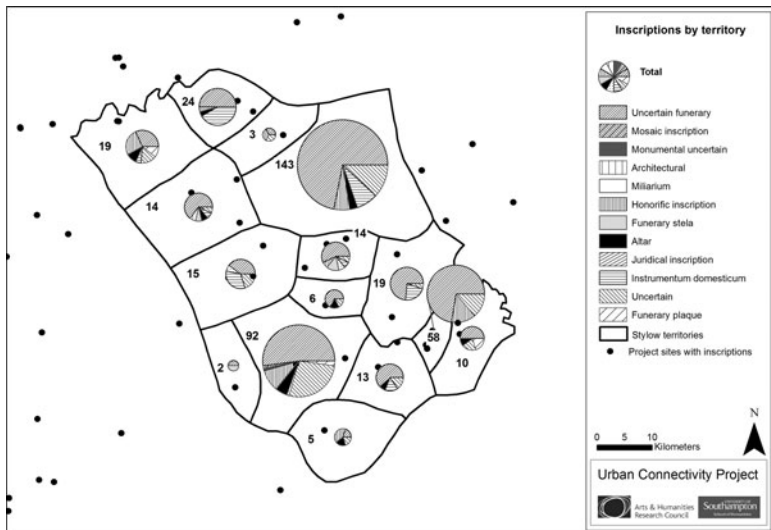 24
3
19
143
14
14
15
19
6
92
58
2
13
10
5
Inscriptions by territory
Total
Uncertain funerary
Mosaic inscription
Monumental uncertain
Architectural
Miliarium
Honorific inscription
Funerary stela
Altar
Juridical inscription
Instrumentum domesticum
Uncertain
Funerary plaque
Stylow territories
Project sites with inscriptions
0 5 10
Kilometers
N
Urban Connectivity Project
Arts & Humanities
Research Council
Southampton